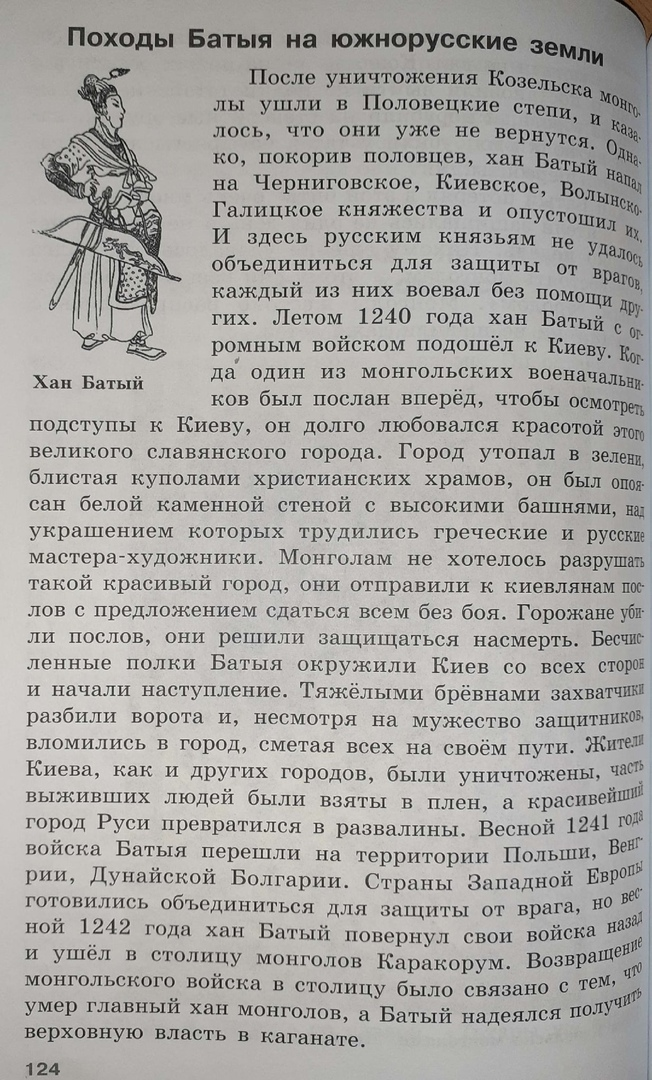 Походы Батыя на южнорусские земли
После уничтожения Козельска монго-
лы ушли в Половецкие степи, и каза-
лось, что они уже не вернутся. Одна-
ко, покорив половцев, хан Батый напал
на Черниговское, Киевское, Волынско-
Галицкое княжества и опустошил их.
И здесь русским князьям не удалось
объединиться для защиты от врагов,
каждый из них воевал без помощи дру-
гих. Летом 1240 года хан Батый с ог-
ромным войском подошёл к Киеву. Ког-
да один из монгольских военачальни-
ков был послан вперёд, чтобы осмотреть
Хан Батый
подступы к Киеву, он долго любовался красотой этого
великого славянского города. Город утопал в зелени,
блистая куполами христианских храмов, он был опоя-
сан белой каменной стеной с высокими башнями, над
украшением которых трудились греческие и русские
мастера-художники. Монголам не хотелось разрушать
такой красивый город, они отправили к киевлянам пос-
лов с предложением сдаться всем без боя. Горожане уби-
ли послов, они решили защищаться насмерть. Бесчис-
ленные полки Батыя окружили Киев со всех сторон
и начали наступление. Тяжёлыми брёвнами захватчики
разбили ворота и, несмотря на мужество защитников,
вломились в город, сметая всех на своём пути. Жители
Киева, как и других городов, были уничтожены, часть
выживших людей были взяты в плен, а красивейший
город Руси превратился в развалины. Весной 1241 года
войска Батыя перешли на территории Польши, Венг-
рии, Дунайской Болгарии. Страны Западной Европы
готовились объединиться для защиты от врага, но вес-
ной 1242 года хан Батый повернул свои войска назад
и ушёл в столицу монголов Каракорум. Возвращение
монгольского войска в столицу было связано с тем, что
умер главный хан монголов, а Батый надеялся получить
верховную власть в каганате.
124